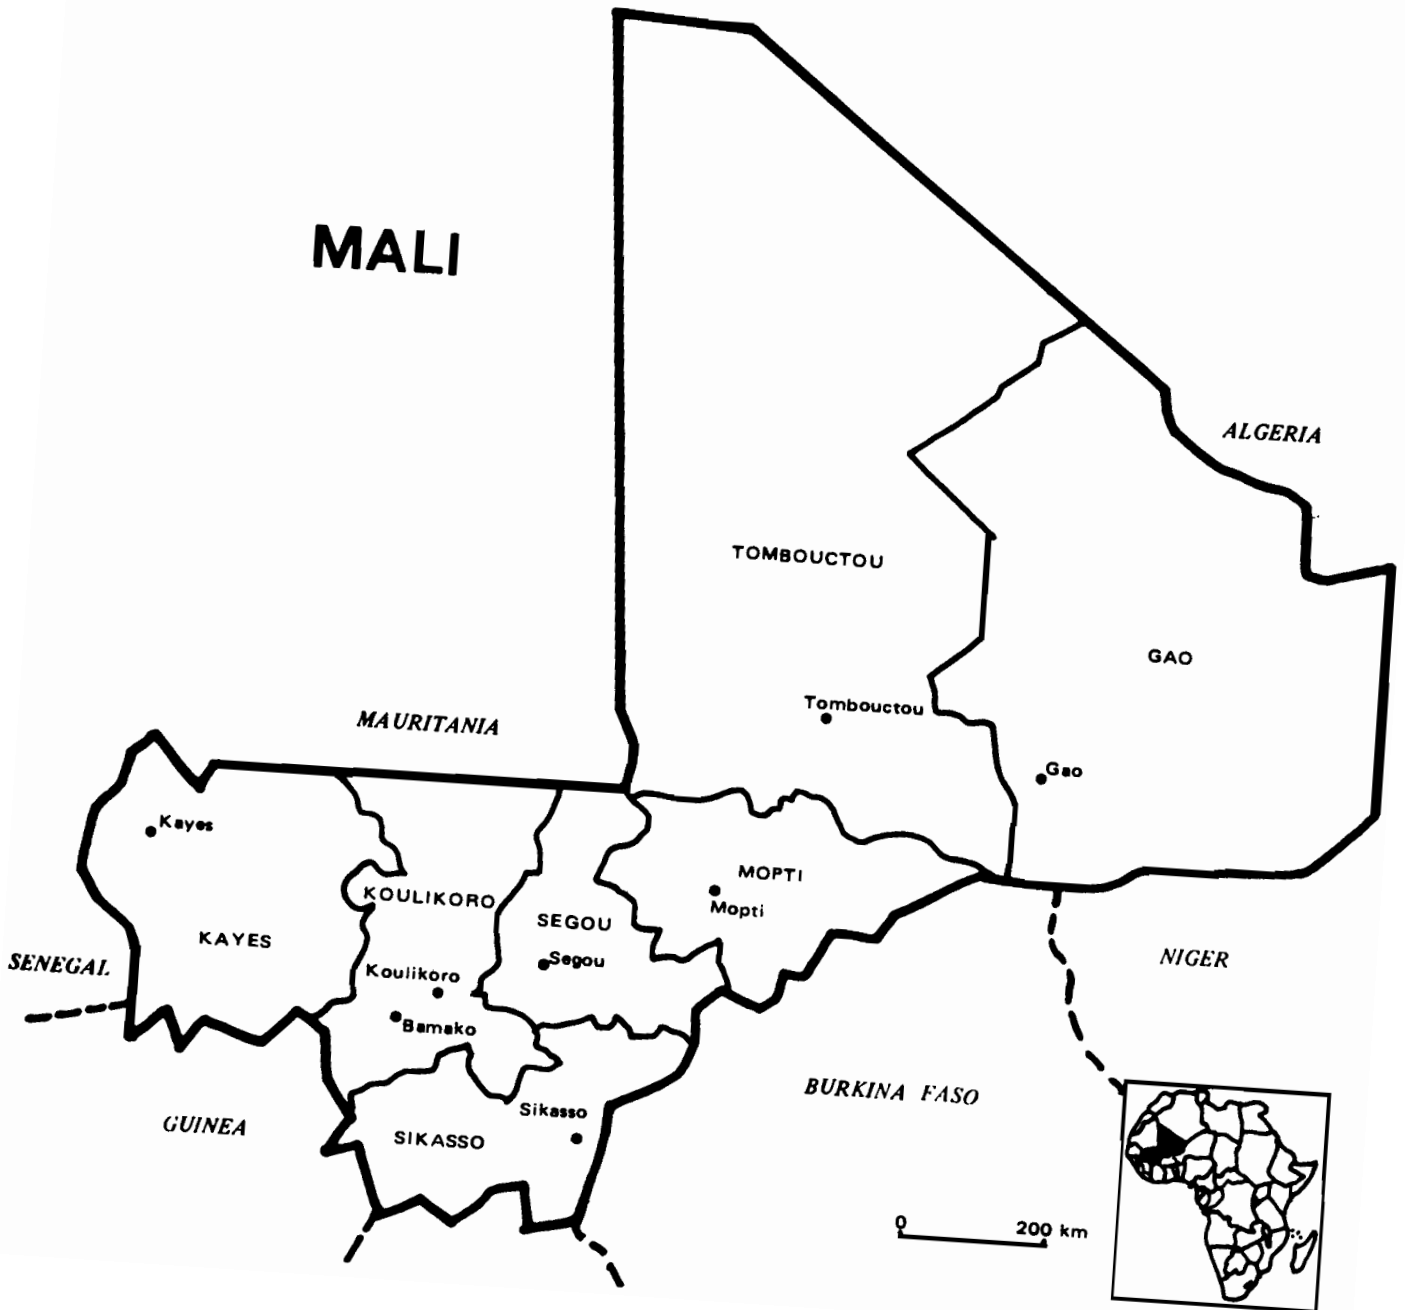 MALI
ALGERIA
TOMBOUCTOU
GAO
Tombouctou
MAURITANIA
Gao
Kayes
MOPTI
KOULIKORO
Mopti
SEGOU
KAYES
Segou
NIGER
SENEGAL
Koulikoro
Bamako
BURKINA FASO
Sikasso
GUINEA
SIKASSO
0 200 km